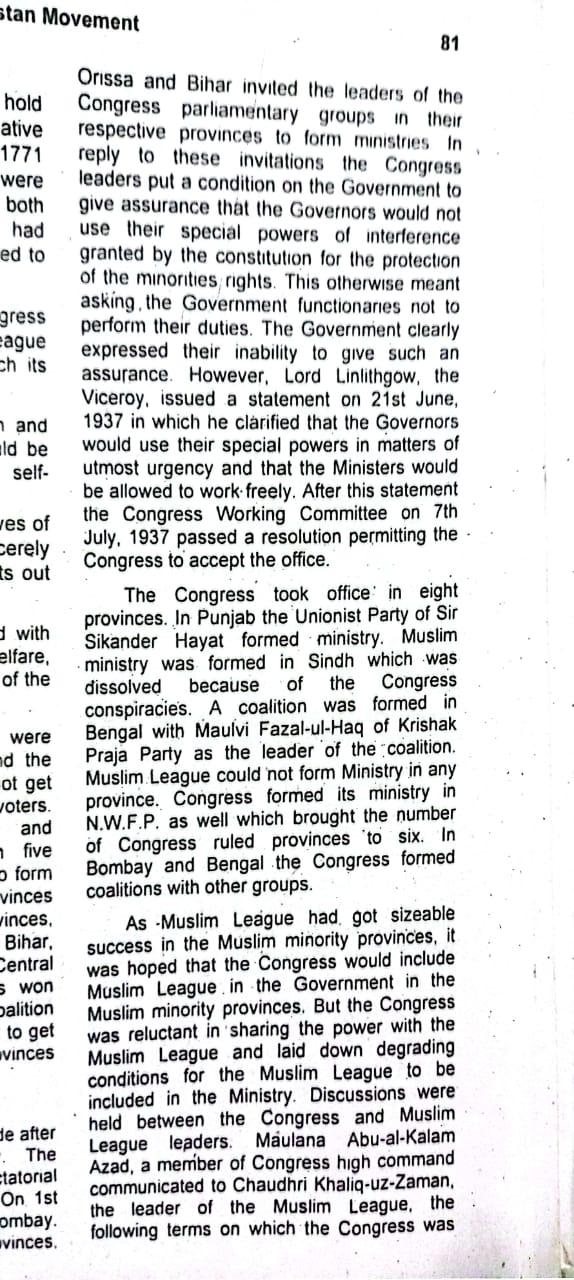 stan Movement
81
hold
ative
1771
were
both
had
ed to
gress
eague
ch its
and
ld be
self-
ves of
cerely
ts out
d with
elfare,
of the
were
nd the
ot get
voters.
and
five
o form
vinces
vinces,
Bihar,
Central
s won
oalition
to get
ovinces
de after
. The
ctatorial
On 1st
ombay.
ovinces.
Orissa and Bihar invited the leaders of the
Congress parliamentary groups in their
respective provinces to form ministries In
reply to these invitations the Congress
leaders put a condition on the Government to
give assurance that the Governors would not
use their special powers of interference
granted by the constitution for the protection
of the minorities rights. This otherwise meant
asking the Government functionaries not to
perform their duties. The Government clearly
expressed their inability to give such an
assurance. However, Lord Linlithgow, the
Viceroy, issued a statement on 21st June,
1937 in which he clarified that the Governors
would use their special powers in matters of
utmost urgency and that the Ministers would
be allowed to work freely. After this statement
the Congress Working Committee on 7th
July, 1937 passed a resolution permitting the
Congress to accept the office.
The Congress took office in eight
provinces. In Punjab the Unionist Party of Sir
Sikander Hayat formed ministry. Muslim
ministry was formed in Sindh which was
dissolved because of the Congress
conspiracies. A coalition was formed in
Bengal with Maulvi Fazal-ul-Haq of Krishak
Praja Party as the leader of the coalition.
Muslim League could not form Ministry in any
province. Congress formed its ministry in
N.W.F.P. as well which brought the number
of Congress ruled provinces to six. In
Bombay and Bengal the Congress formed
coalitions with other groups.
As Muslim League had got sizeable
success in the Muslim minority provinces, it
was hoped that the Congress would include
Muslim League in the Government in the
Muslim minority provinces. But the Congress
was reluctant in sharing the power with the
Muslim League and laid down degrading
conditions for the Muslim League to be
included in the Ministry. Discussions were
held between the Congress and Muslim
League leaders. Maulana Abu-al-Kalam
Azad, a member of Congress high command
communicated to Chaudhri Khaliq-uz-Zaman,
the leader of the Muslim League, the
following terms on which the Congress was